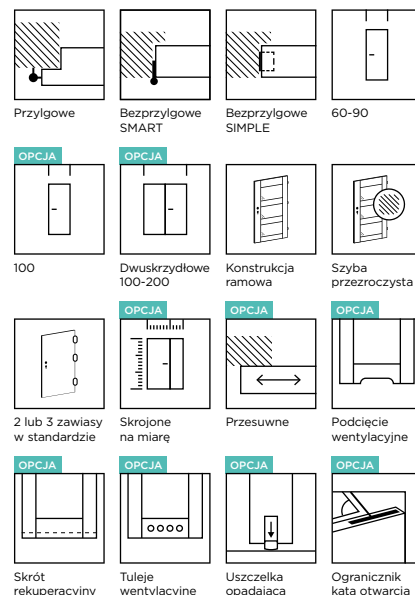 Przylgowe
Bezprzylgowe
SMART
Bezprzylgowe
SIMPLE
60-90
OPCJA
100
OPCJA
Dwuskrzydłowe
100-200
Konstrukcja
ramowa
Szyba
przezroczysta
2 lub 3 zawiasy
w standardzie
OPCJA
Skrojone
na miarę
OPCJA
Przesuwne
OPCJA
Podcięcie
wentylacyjne
OPCJA
Skrót
rekuperacyjny
OPCJA
Tuleje
wentylacyjne
OPCJA
Uszczelka
opadająca
OPCJA
Ogranicznik
kąta otwarcia